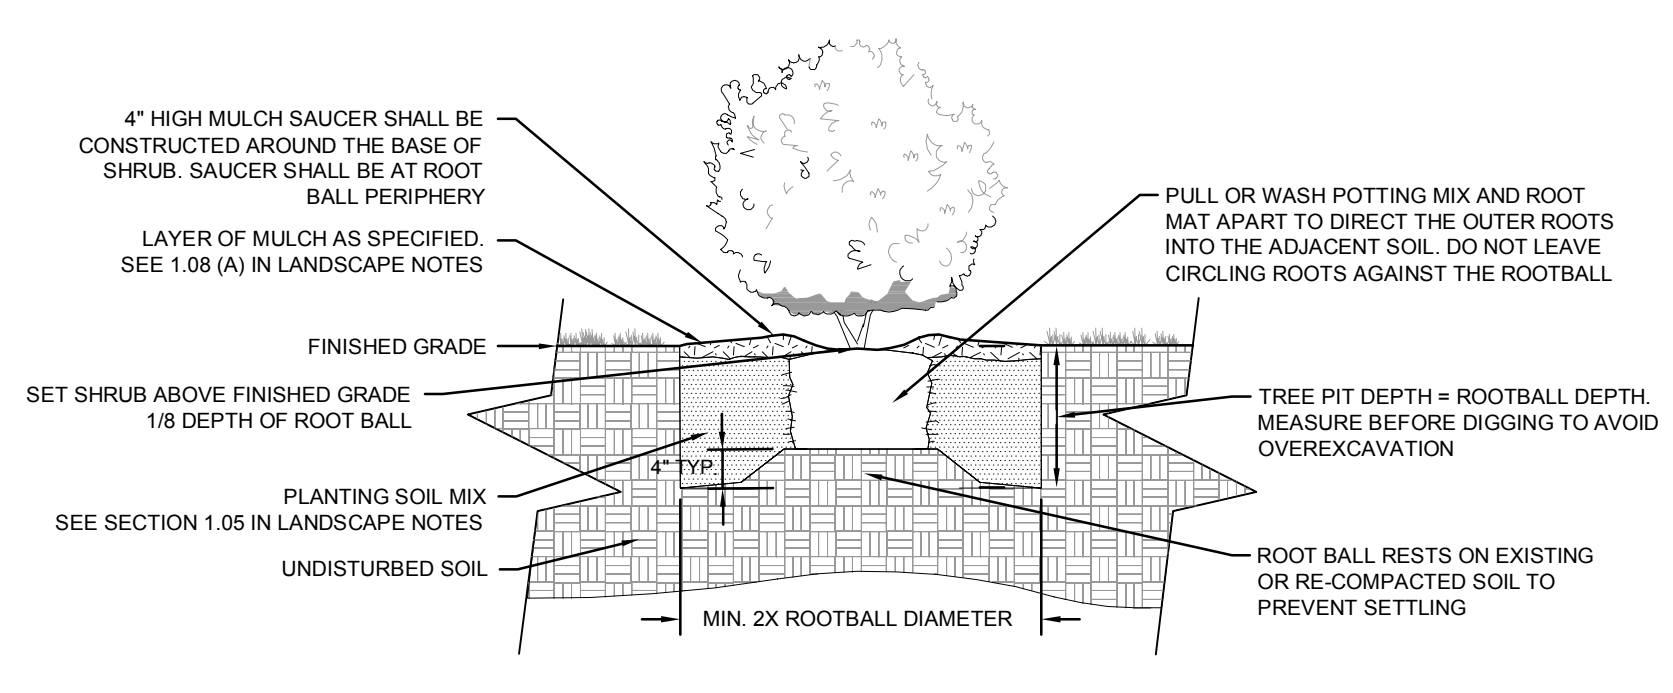 4" HIGH MULCH SAUCER SHALL BE
CONSTRUCTED AROUND THE BASE OF
SHRUB. SAUCER SHALL BE AT ROOT
BALL PERIPHERY
LAYER OF MULCH AS SPECIFIED.
SEE 1.08 (A) IN LANDSCAPE NOTES
FINISHED GRADE
SET SHRUB ABOVE FINISHED GRADE
1/8 DEPTH OF ROOT BALL
4" TYP.
PLANTING SOIL MIX
SEE SECTION 1.05 IN LANDSCAPE NOTES
UNDISTURBED SOIL
PULL OR WASH POTTING MIX AND ROOT
MAT APART TO DIRECT THE OUTER ROOTS
INTO THE ADJACENT SOIL. DO NOT LEAVE
CIRCLING ROOTS AGAINST THE ROOTBALL
TREE PIT DEPTH = ROOTBALL DEPTH.
MEASURE BEFORE DIGGING TO AVOID
OVEREXCAVATION
ROOT BALL RESTS ON EXISTING
OR RE-COMPACTED SOIL TO
PREVENT SETTLING
MIN. 2X ROOTBALL DIAMETER